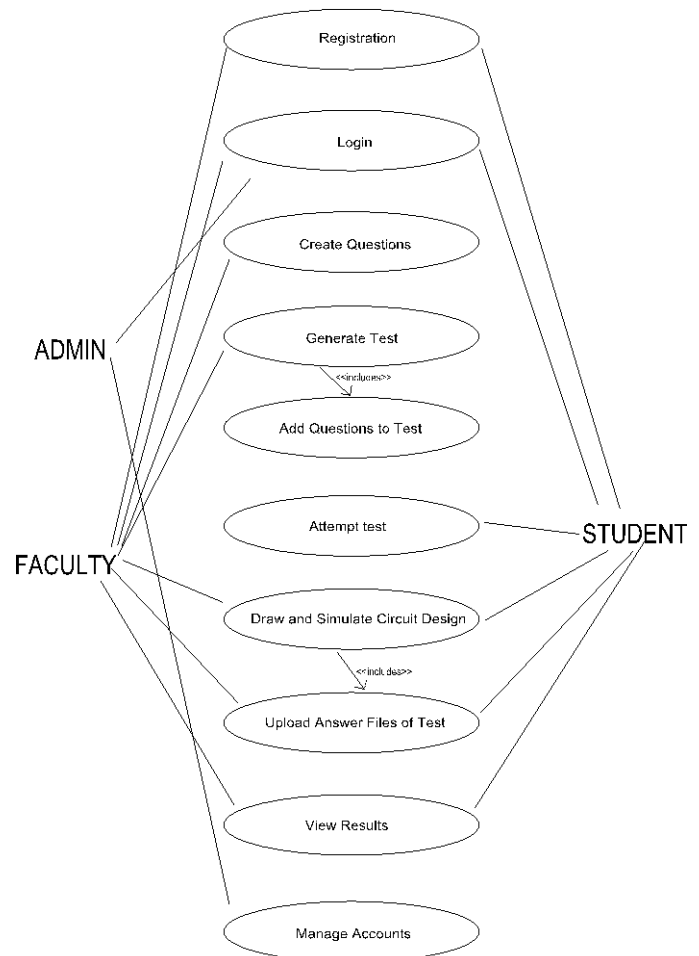 Registration
Login
Create Questions
Generate Test
ADMIN
<<includes>>
Add Questions to Test
Attempt test
STUDENT
FACULTY
Draw and Simulate Circuit Design
<<includes>>
Upload Answer Files of Test
View Results
Manage Accounts